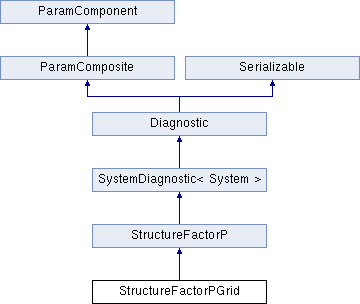 ParamComponent
ParamComposite
Serializable
Diagnostic
SystemDiagnostic< System >
StructureFactorP
StructureFactorPGrid